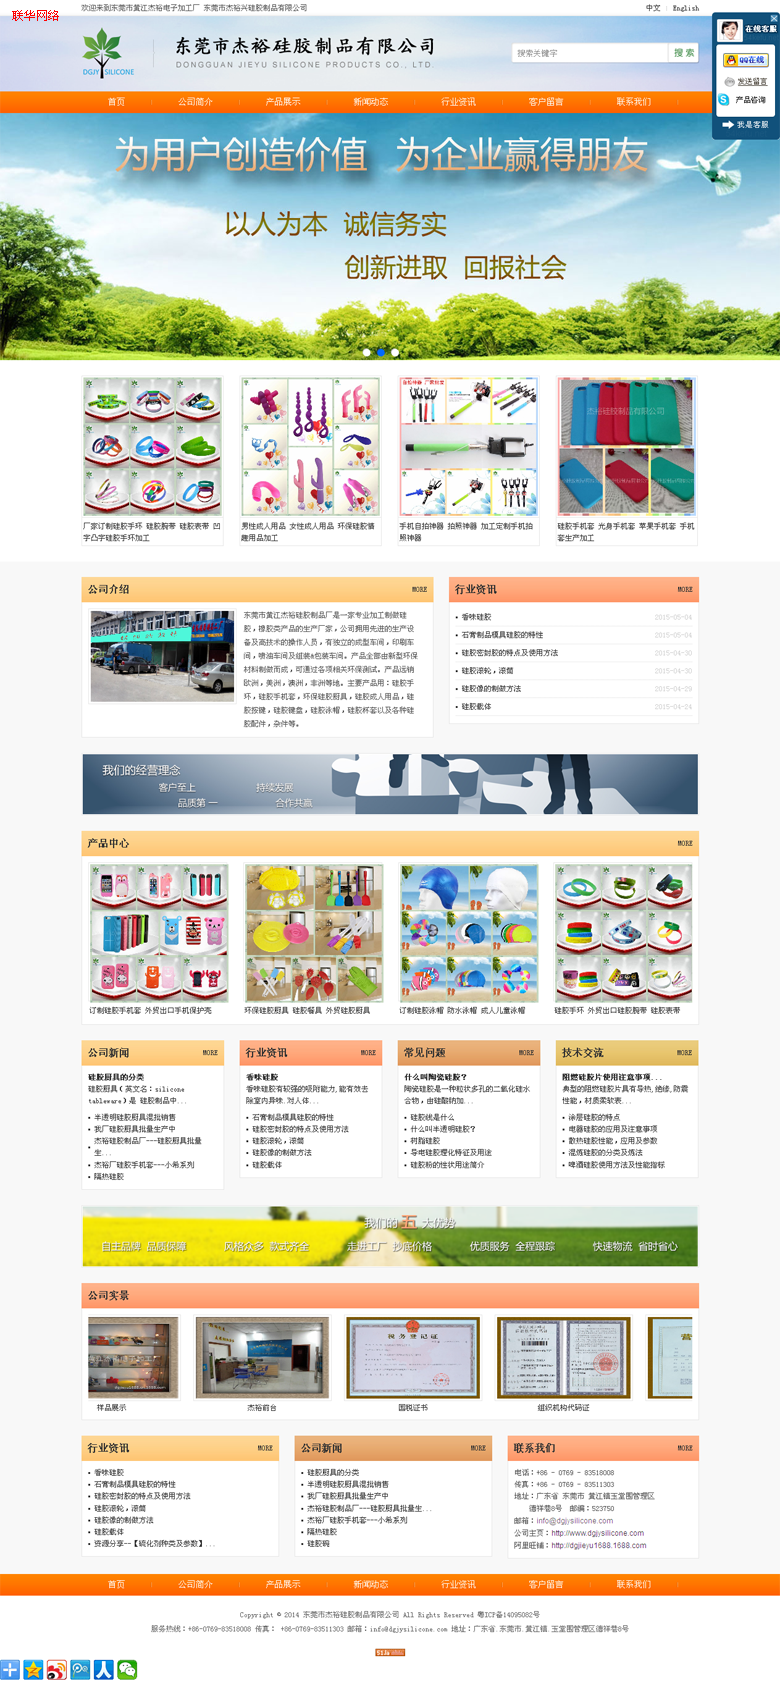 联华网络
欢迎来到东莞市黄江杰裕电子加工厂 东莞市杰裕兴硅胶制品有限公司
中文 English
DGJY SILICONE
东莞市杰裕硅胶制品有限公司
DONGGUAN JIEYU SILICONE PRODUCTS CO., LTD.
搜索关键字 搜 索
在线客服
QQ在线
发送留言
产品咨询
我是客服
首页 公司简介 产品展示 新闻动态 行业资讯 客户留言 联系我们
为用户创造价值 为企业赢得朋友
以人为本 诚信务实
创新进取 回报社会
厂家订制硅胶手环 硅胶腕带 硅胶表带 凹字凸字硅胶手环加工
男性成人用品 女性成人用品 环保硅胶情趣用品加工
手机自拍神器 拍照神器 加工定制手机拍照神器
硅胶手机套 光身手机套 苹果手机套 手机套生产加工
公司介绍 MORE
东莞市黄江杰裕硅胶制品厂是一家专业加工制做硅
胶，橡胶类产品的生产厂家，公司拥用先进的生产设
备及高技术的操作人员，有独立的成型车间，印刷车
间，喷油车间及组装&包装车间。产品全部由新型环保
材料制做而成，可通过各项相关环保测试。产品远销
欧洲，美洲，澳洲，非洲等地。主要产品用：硅胶手
环，硅胶手机套，环保硅胶厨具，硅胶成人用品，硅
胶按键，硅胶键盘，硅胶泳帽，硅胶杯套以及各种硅
胶配件，杂件等。
行业资讯 MORE
香味硅胶 2015-05-04
石膏制品模具硅胶的特性 2015-05-04
硅胶密封胶的特点及使用方法 2015-04-30
硅胶滚轮，滚筒 2015-04-30
硅胶像的制做方法 2015-04-29
硅胶载体 2015-04-24
我们的经营理念
客户至上 持续发展
品质第一 合作共赢
产品中心 MORE
订制硅胶手机套 外贸出口手机保护壳
环保硅胶厨具 硅胶餐具 外贸硅胶厨具
订制硅胶泳帽 防水泳帽 成人儿童泳帽
硅胶手环 外贸出口硅胶腕带 硅胶表带
公司新闻 MORE
硅胶厨具的分类
硅胶厨具（英文名：silicone
tableware）是 硅胶制品中...
半透明硅胶厨具混批销售
我厂硅胶厨具批量生产中
杰裕硅胶制品厂---硅胶厨具批量
生...
杰裕厂硅胶手机套---小希系列
隔热硅胶
行业资讯 MORE
香味硅胶
香味硅胶有较强的吸附能力,能有效去
除室内异味.对人体...
石膏制品模具硅胶的特性
硅胶密封胶的特点及使用方法
硅胶滚轮，滚筒
硅胶像的制做方法
硅胶载体
常见问题 MORE
什么叫陶瓷硅胶？
陶瓷硅胶是一种粒状多孔的二氧化硅水
合物，由硅酸钠加...
硅胶绒是什么
什么叫半透明硅胶？
树脂硅胶
导电硅胶理化特征及用途
硅胶粉的性状用途简介
技术交流 MORE
阻燃硅胶片使用注意事项...
典型的阻燃硅胶片具有导热,绝缘,防震
性能，材质柔软表...
涂层硅胶的特点
电器硅胶的应用及注意事项
散热硅胶性能，应用及参数
混炼硅胶的分类及炼法
啤酒硅胶使用方法及性能指标
我们的五大优势
自主品牌 品质保障 风格众多 款式齐全 走进工厂 抄底价格 优质服务 全程跟踪 快速物流 省时省心
公司实景
税务登记证
样品展示 杰裕前台 国税证书 组织机构代码证
行业资讯 MORE
香味硅胶
石膏制品模具硅胶的特性
硅胶密封胶的特点及使用方法
硅胶滚轮，滚筒
硅胶像的制做方法
硅胶载体
资源分享--【硫化剂种类及参数】...
公司新闻 MORE
硅胶厨具的分类
半透明硅胶厨具混批销售
我厂硅胶厨具批量生产中
杰裕硅胶制品厂---硅胶厨具批量生...
杰裕厂硅胶手机套---小希系列
隔热硅胶
硅胶碗
联系我们 MORE
电话：+86 - 0769 - 83518008
传真：+86 - 0769 - 83511303
地址：广东省 东莞市 黄江镇玉堂围管理区
德祥巷8号 邮编：523750
邮箱：info@dgjysilicone.com
公司主页：http://www.dgjysilicone.com
阿里旺铺：http://dgjieyu1688.1688.com
首页 公司简介 产品展示 新闻动态 行业资讯 客户留言 联系我们
Copyright © 2014 东莞市杰裕硅胶制品有限公司 All Rights Reserved 粤ICP备14095082号
服务热线：+86-0769-83518008 传真： +86-0769-83511303 邮箱：info@dgjysilicone.com 地址：广东省.东莞市.黄江镇.玉堂围管理区德祥巷8号